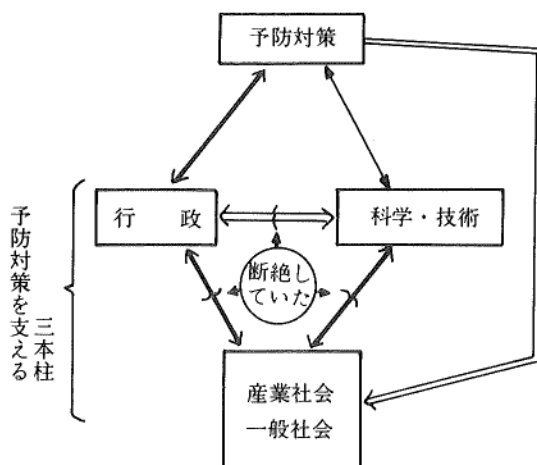 予防対策
行 政
科学・技術
断絶し
ていた
予防対策を支える
三本柱
産業社会
一般社会